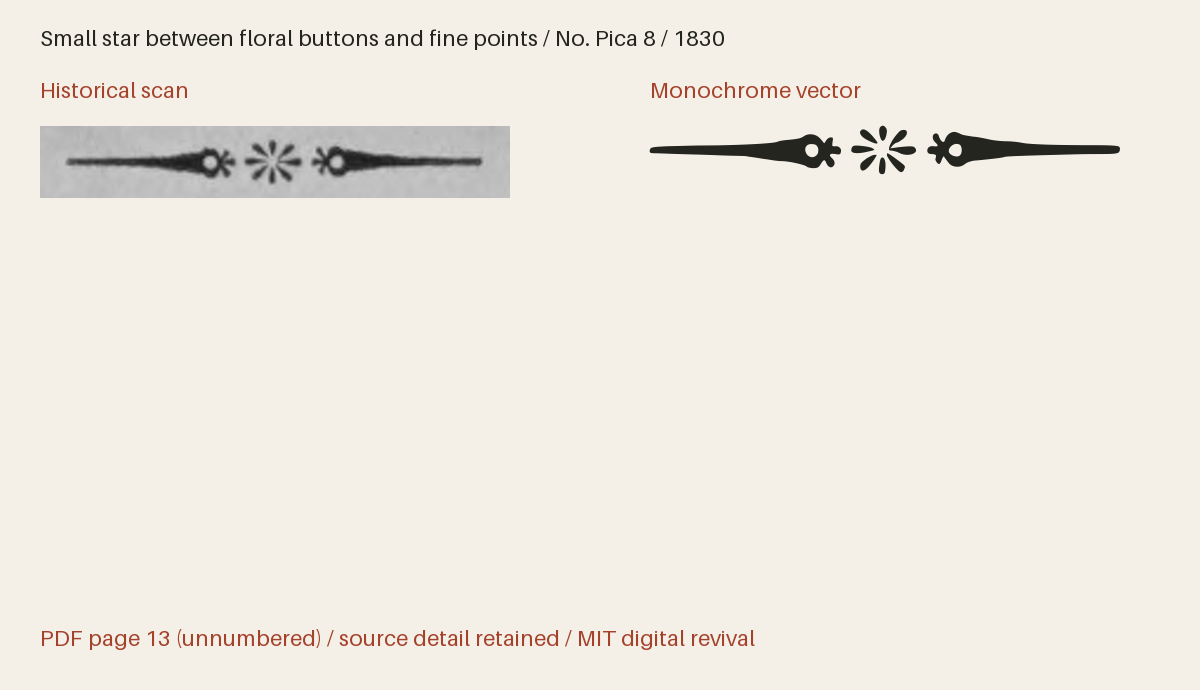 Small star between floral buttons and fine points / No. Pica 8 / 1830
Historical scan
Monochrome vector
PDF page 13 (unnumbered) / source detail retained / MIT digital revival